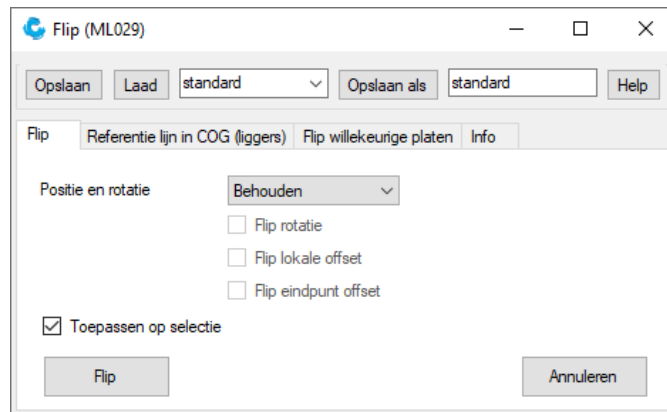 Flip (ML029)
Opslaan Laad standard Opslaan als standard Help
Flip Referentie lijn in COG (liggers) Flip willekeurige platen Info
Positie en rotatie Behouden
Flip rotatie
Flip lokale offset
Flip eindpunt offset
Toepassen op selectie
Flip Annuleren